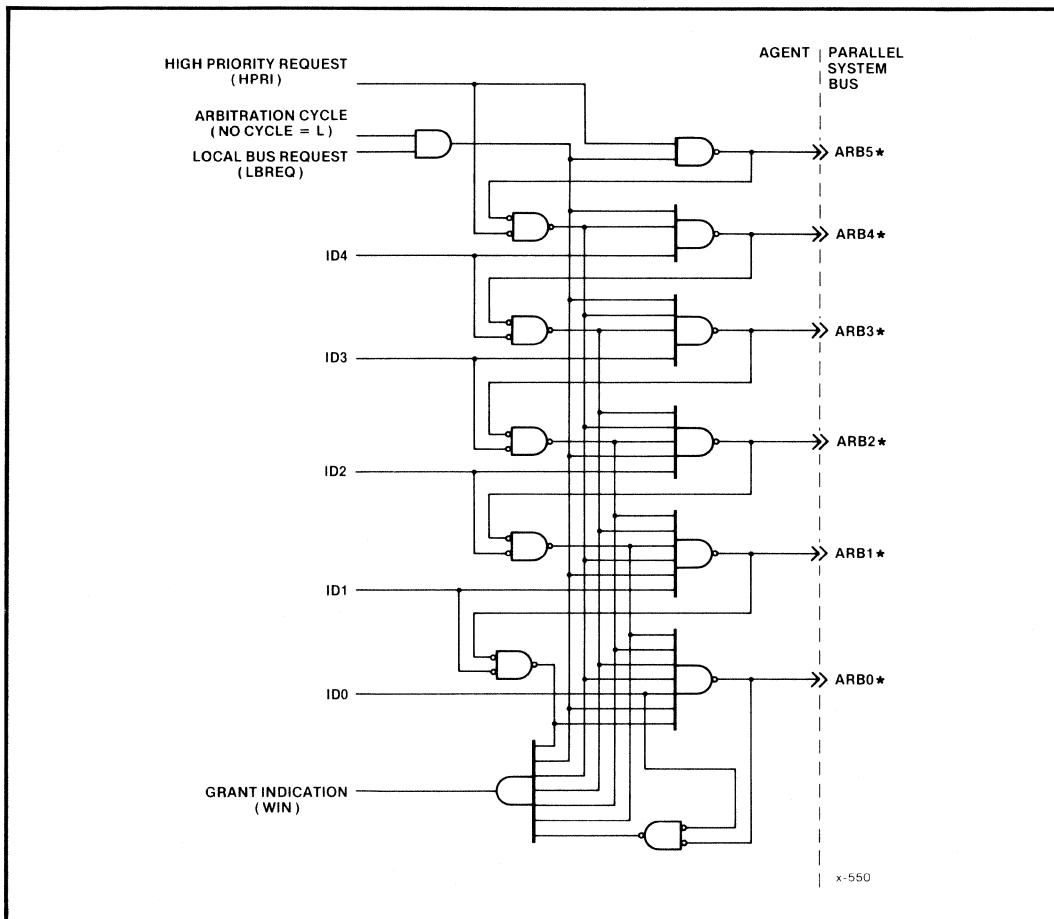 AGENT
PARALLEL
SYSTEM
BUS
HIGH PRIORITY REQUEST
(HPRI)
ARBITRATION CYCLE
(NO CYCLE = L)
LOCAL BUS REQUEST
(LBREQ)
ARB5*
ARB4*
ID4
ARB3*
ID3
ARB2*
ID2
ARB1*
ID1
ARB0*
ID0
GRANT INDICATION
(WIN)
x-550